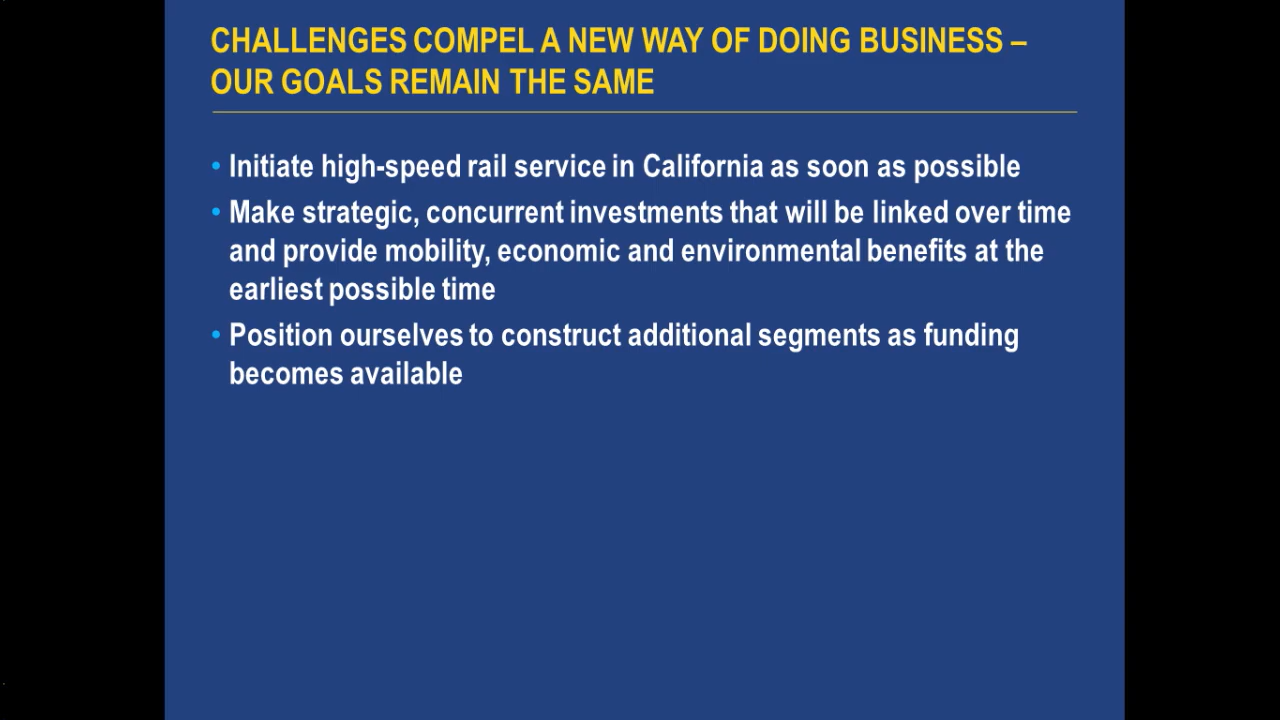 CHALLENGES COMPEL A NEW WAY OF DOING BUSINESS –
OUR GOALS REMAIN THE SAME
• Initiate high-speed rail service in California as soon as possible
• Make strategic, concurrent investments that will be linked over time
and provide mobility, economic and environmental benefits at the
earliest possible time
• Position ourselves to construct additional segments as funding
becomes available